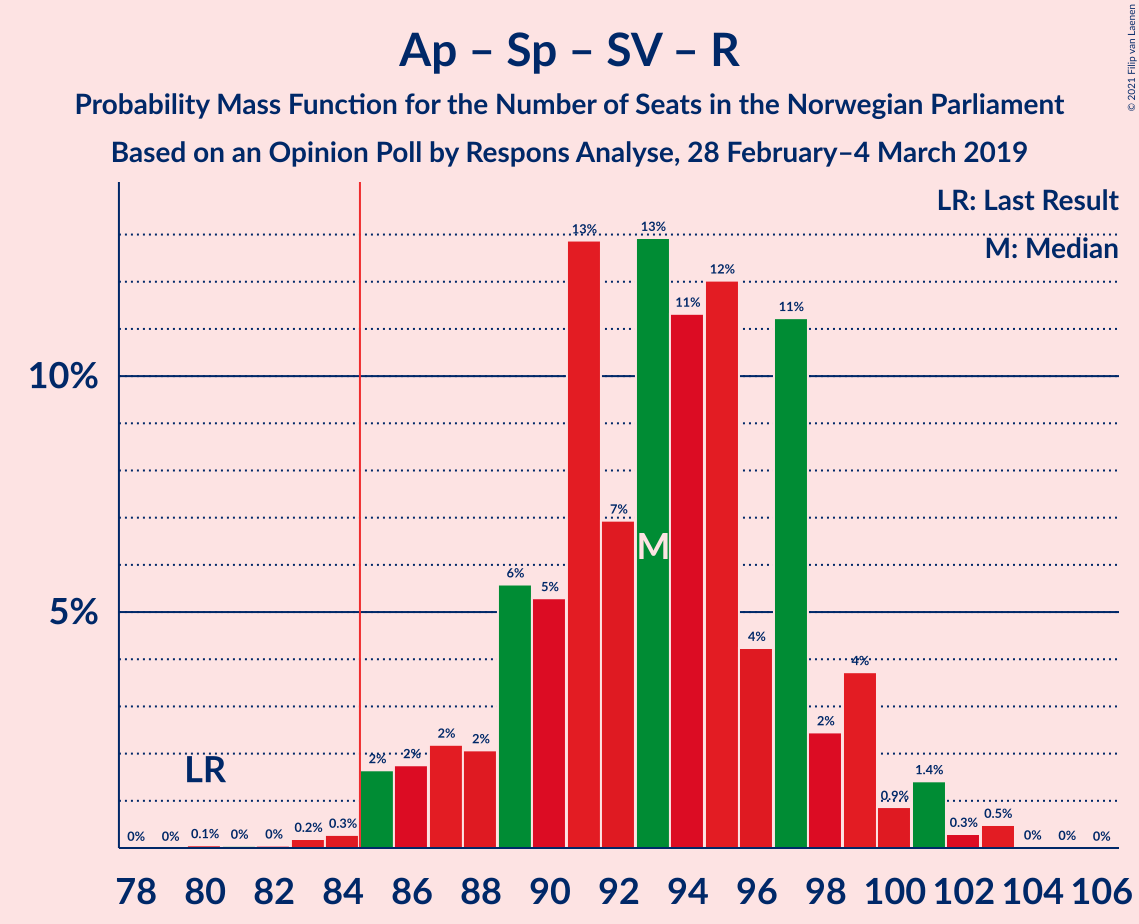 Ap – Sp – SV – R
Probability Mass Function for the Number of Seats in the Norwegian Parliament
Based on an Opinion Poll by Respons Analyse, 28 February–4 March 2019
© 2021 Filip van Laenen
LR: Last Result
M: Median
10%
5%
LR
M
0% 0% 0.1% 0% 0% 0.2% 0.3% 2% 2% 2% 2% 6% 5% 13% 7% 13% 11% 12% 4% 11% 2% 4% 0.9% 1.4% 0.3% 0.5% 0% 0% 0%
78 80 82 84 86 88 90 92 94 96 98 100 102 104 106